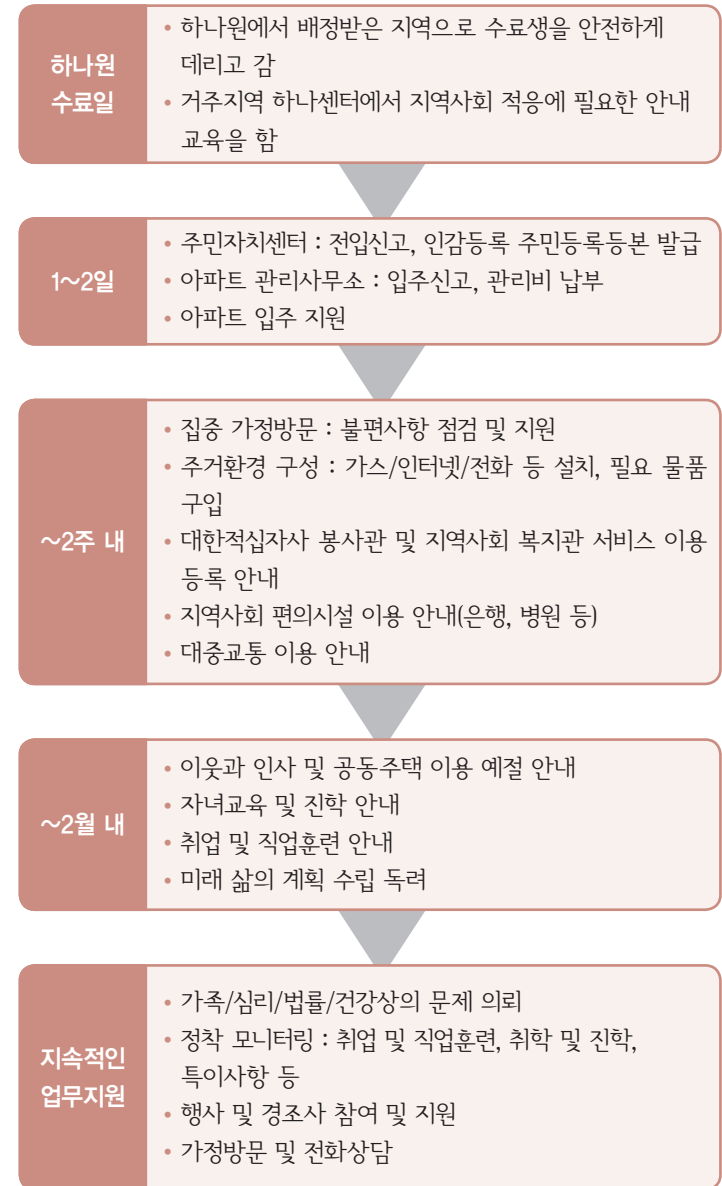 하나원
수료일
• 하나원에서 배정받은 지역으로 수료생을 안전하게
데리고 감
• 거주지역 하나센터에서 지역사회 적응에 필요한 안내
교육을 함
1~2일
• 주민자치센터 : 전입신고, 인감등록 주민등록등본 발급
• 아파트 관리사무소 : 입주신고, 관리비 납부
• 아파트 입주 지원
~2주 내
• 집중 가정방문 : 불편사항 점검 및 지원
• 주거환경 구성 : 가스/인터넷/전화 등 설치, 필요 물품
구입
• 대한적십자사 봉사관 및 지역사회 복지관 서비스 이용
등록 안내
• 지역사회 편의시설 이용 안내(은행, 병원 등)
• 대중교통 이용 안내
~2월 내
• 이웃과 인사 및 공동주택 이용 예절 안내
• 자녀교육 및 진학 안내
• 취업 및 직업훈련 안내
• 미래 삶의 계획 수립 독려
지속적인
업무지원
• 가족/심리/법률/건강상의 문제 의뢰
• 정착 모니터링 : 취업 및 직업훈련, 취학 및 진학,
특이사항 등
• 행사 및 경조사 참여 및 지원
• 가정방문 및 전화상담